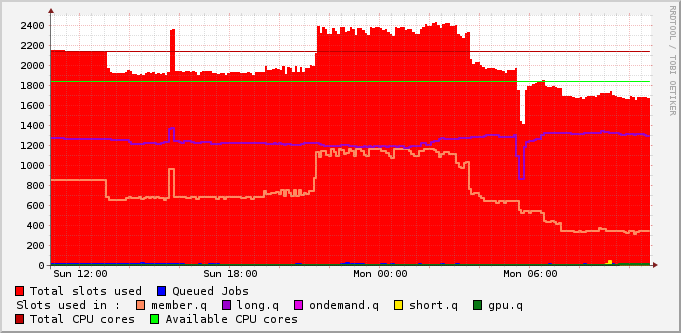 RRDTOOL / TOBI OETIKER
2400
2200
2000
1800
1600
1400
1200
1000
800
600
400
200
0
Sun 12:00 Sun 18:00 Mon 00:00 Mon 06:00
Total slots used Queued Jobs
Slots used in : member.q long.q ondemand.q short.q gpu.q
Total CPU cores Available CPU cores